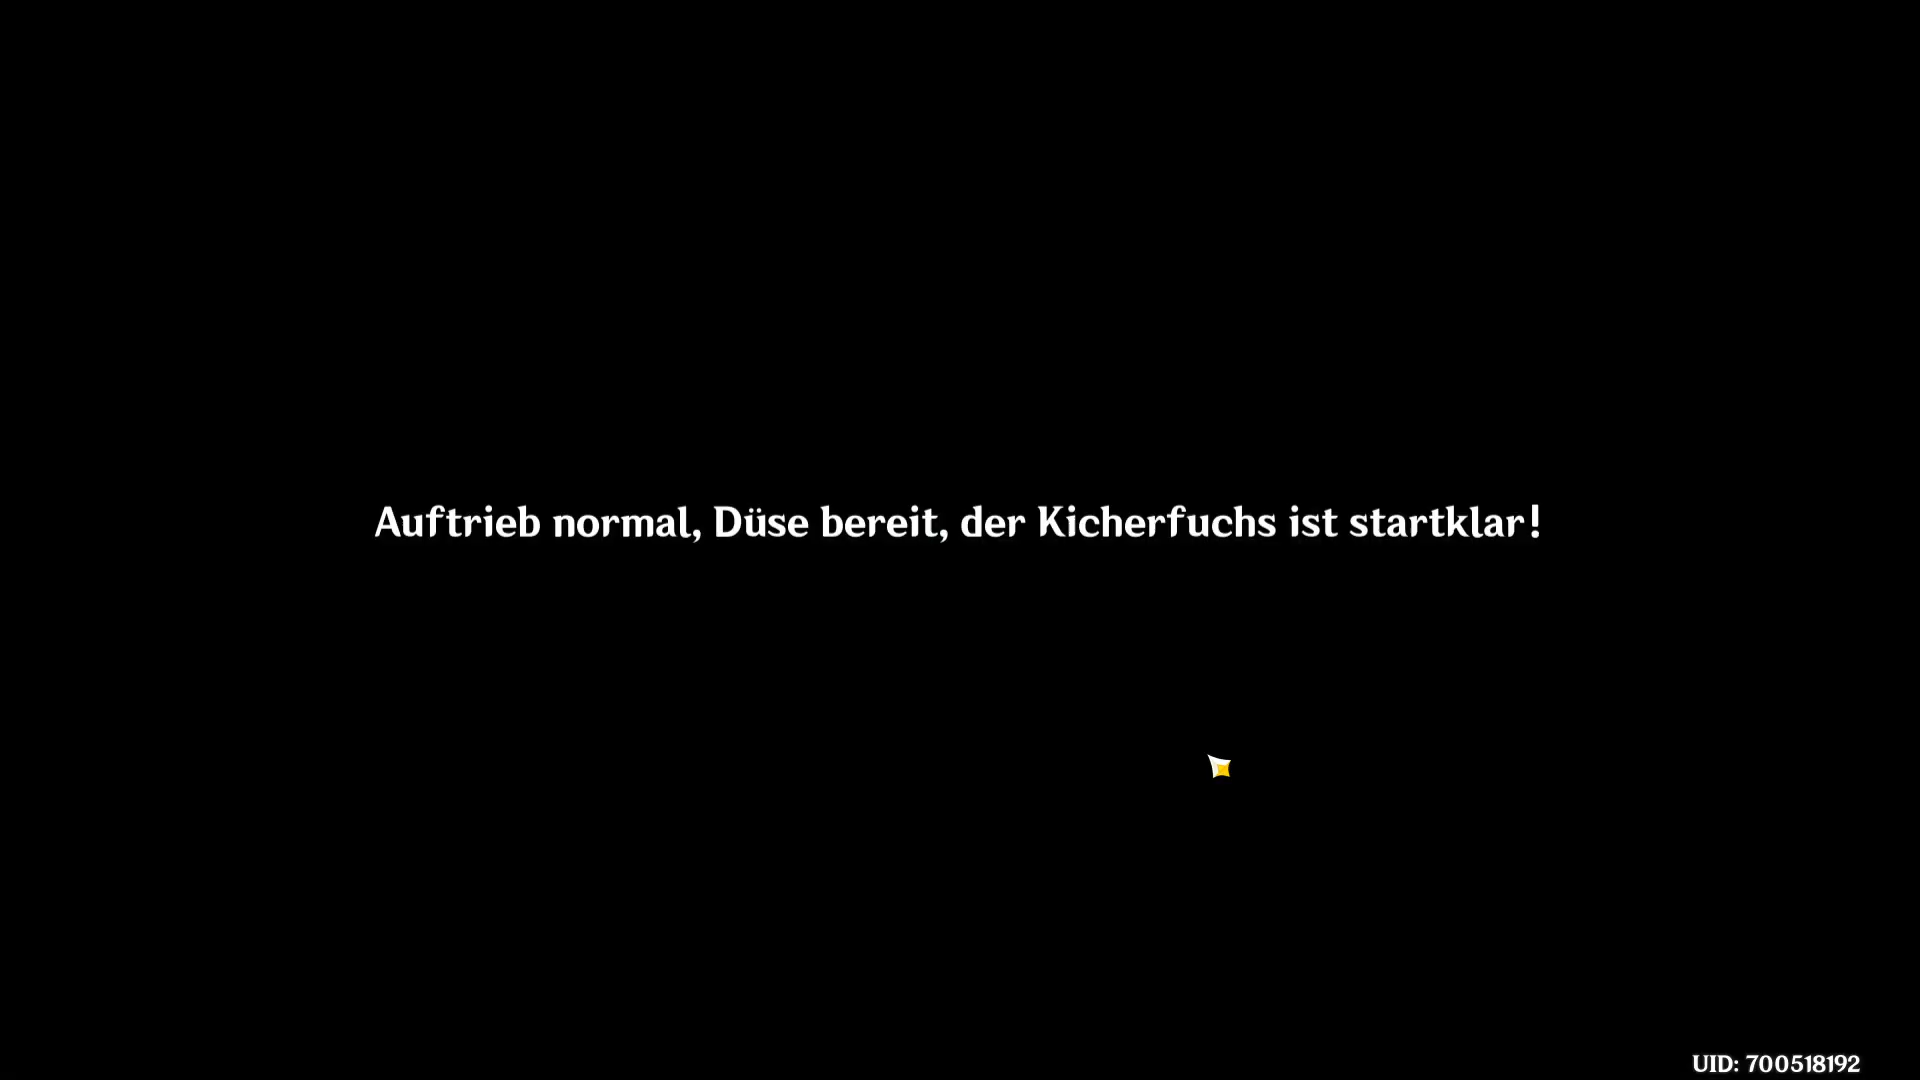 Auftrieb normal, Düse bereit, der Kicherfuchs ist startklar!
UID: 700518192